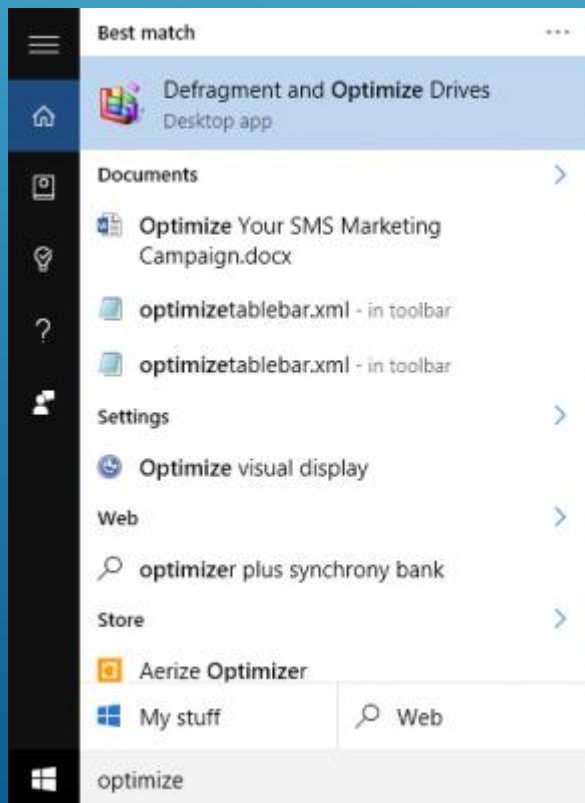 Best match
Defragment and Optimize Drives
Desktop app
Documents
Optimize Your SMS Marketing
Campaign.docx
optimizetablebar.xml - in toolbar
optimizetablebar.xml - in toolbar
Settings
Optimize visual display
Web
optimizer plus synchrony bank
Store
Aerize Optimizer
My stuff
Web
optimize